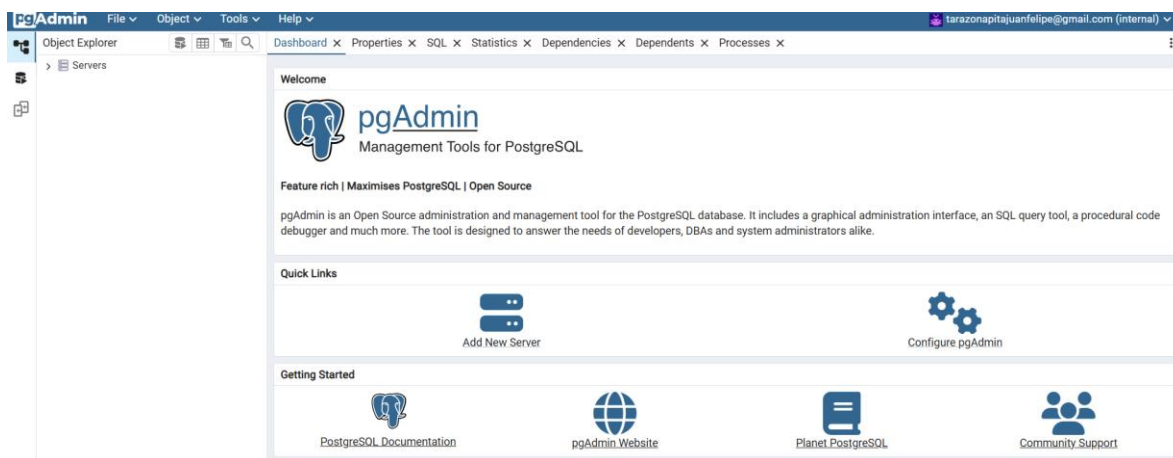 pgAdmin File Object Tools Help tarazonapitajuanfelipe@gmail.com (internal)
Object Explorer Dashboard Properties SQL Statistics Dependencies Dependents Processes
Servers
Welcome
pgAdmin
Management Tools for PostgreSQL
Feature rich | Maximises PostgreSQL | Open Source
pgAdmin is an Open Source administration and management tool for the PostgreSQL database. It includes a graphical administration interface, an SQL query tool, a procedural code
debugger and much more. The tool is designed to answer the needs of developers, DBAs and system administrators alike.
Quick Links
Add New Server Configure pgAdmin
Getting Started
PostgreSQL Documentation pgAdmin Website Planet PostgreSQL Community Support